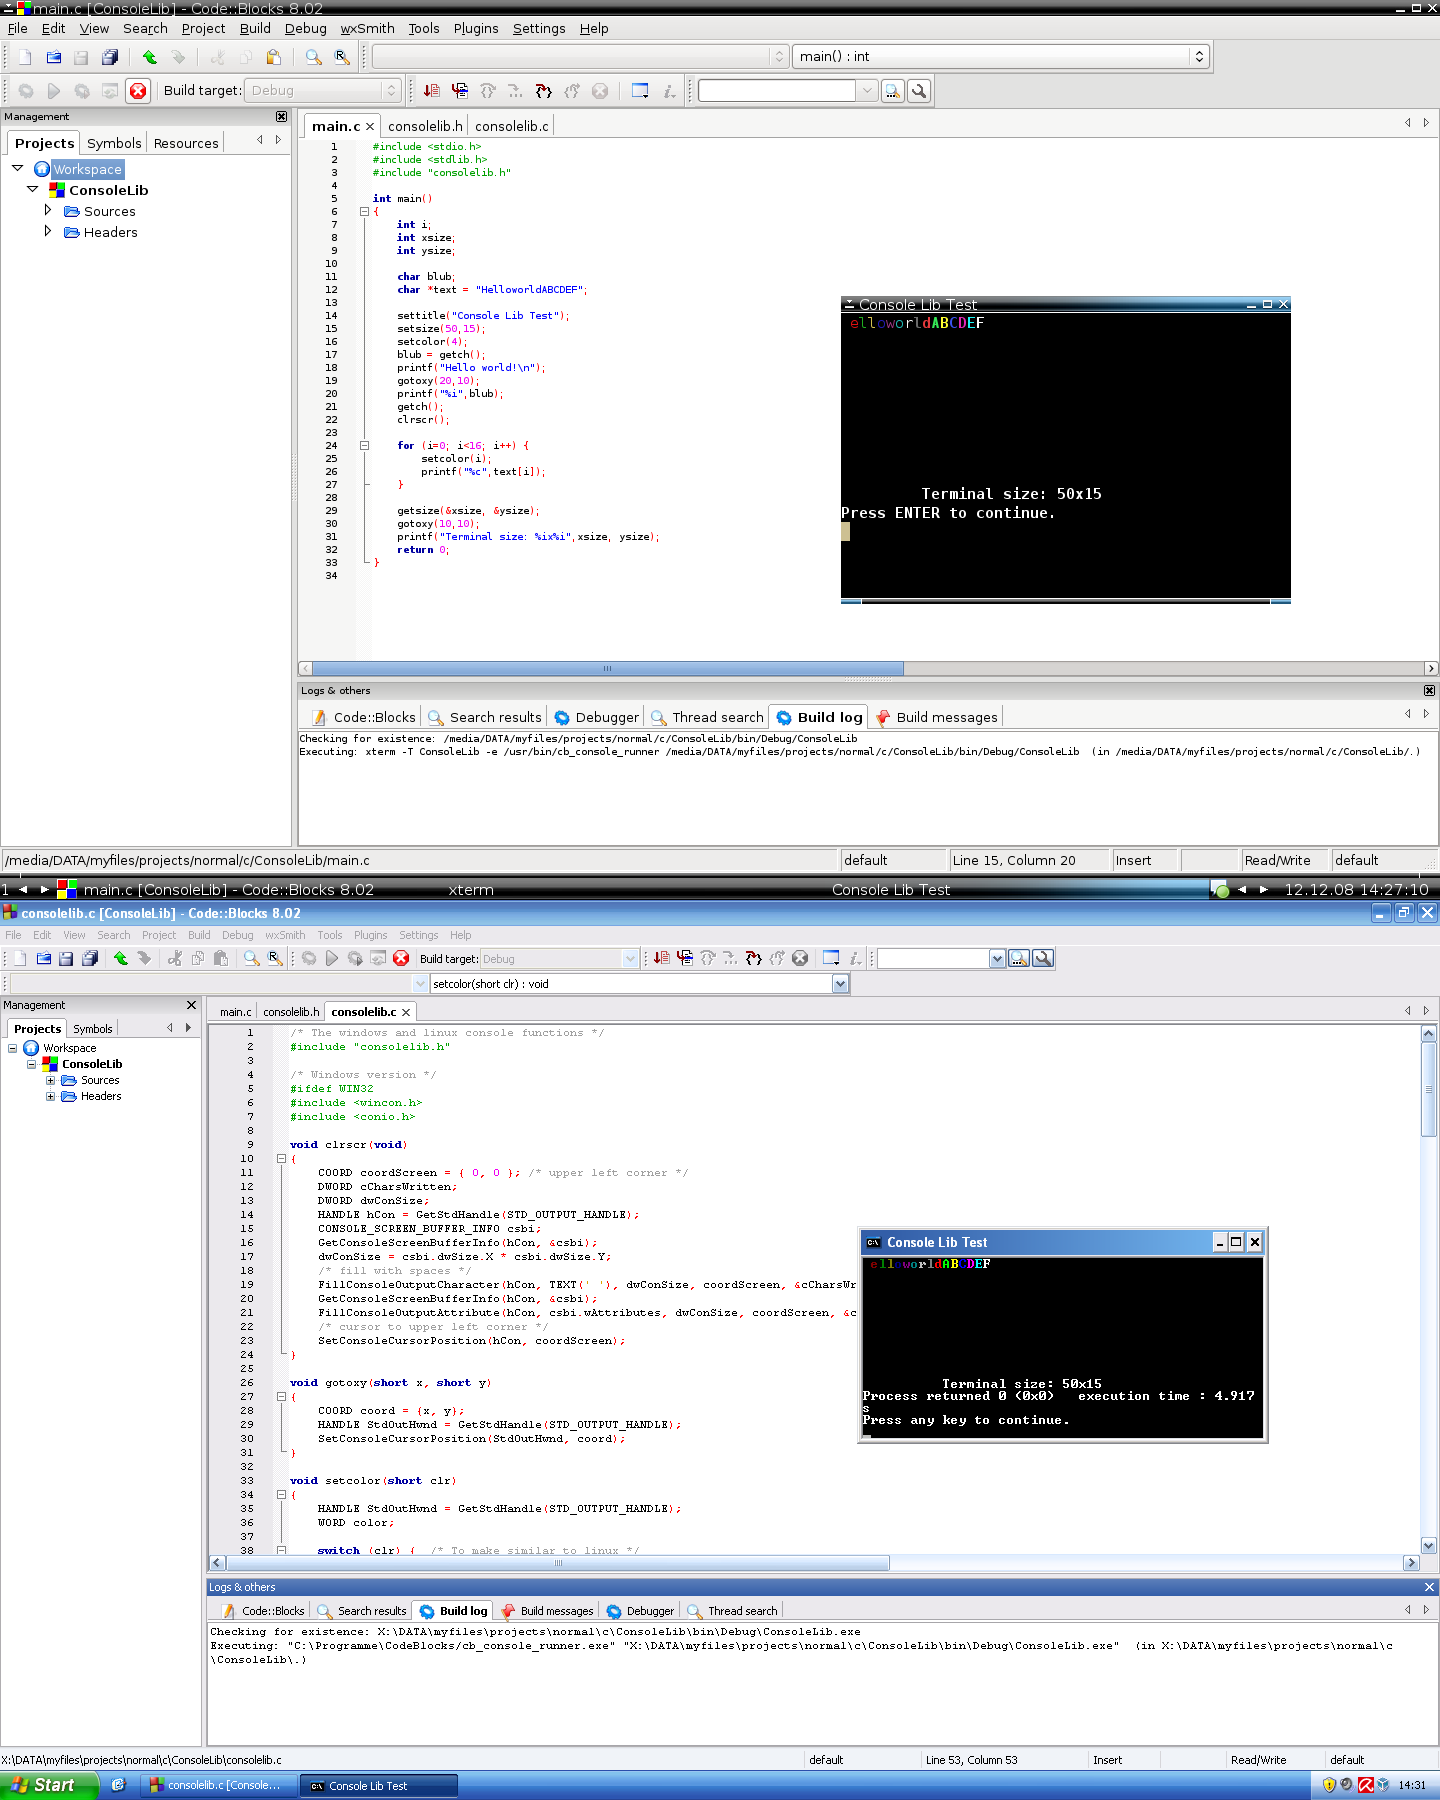 main.c [ConsoleLib] - Code::Blocks 8.02
File Edit View Search Project Build Debug wxSmith Tools Plugins Settings Help
main() : int
Build target: Debug
Management
Projects Symbols Resources
Workspace
ConsoleLib
Sources
Headers
main.c consolelib.h consolelib.c
1 #include <stdio.h>
2 #include <stdlib.h>
3 #include "consolelib.h"
4
5 int main()
6 {
7 int i;
8 int xsize;
9 int ysize;
10
11 char blub;
12 char *text = "HelloworldABCDEF";
13
14 settitle("Console Lib Test");
15 setsize(50,15);
16 setcolor(4);
17 blub = getch();
18 printf("Hello world!\n");
19 gotoxy(20,10);
20 printf("%i",blub);
21 getch();
22 clrscr();
23
24 for (i=0; i<16; i++) {
25 setcolor(i);
26 printf("%c",text[i]);
27 }
28
29 getsize(&xsize, &ysize);
30 gotoxy(10,10);
31 printf("Terminal size: %ix%i",xsize, ysize);
32 return 0;
33 }
34
Console Lib Test
elloworldABCDEF
Terminal size: 50x15
Press ENTER to continue.
Logs & others
Code::Blocks Search results Debugger Thread search Build log Build messages
Checking for existence: /media/DATA/myfiles/projects/normal/c/ConsoleLib/bin/Debug/ConsoleLib
Executing: xterm -T ConsoleLib -e /usr/bin/cb_console_runner /media/DATA/myfiles/projects/normal/c/ConsoleLib/bin/Debug/ConsoleLib (in /media/DATA/myfiles/projects/normal/c/ConsoleLib/.)
/media/DATA/myfiles/projects/normal/c/ConsoleLib/main.c default Line 15, Column 20 Insert Read/Write default
1 main.c [ConsoleLib] - Code::Blocks 8.02 xterm Console Lib Test 12.12.08 14:27:10
consolelib.c [ConsoleLib] - Code::Blocks 8.02
File Edit View Search Project Build Debug wxSmith Tools Plugins Settings Help
Build target: Debug
setcolor(short clr) : void
Management
Projects Symbols
Workspace
ConsoleLib
Sources
Headers
main.c consolelib.h consolelib.c
1 /* The windows and linux console functions */
2 #include "consolelib.h"
3
4 /* Windows version */
5 #ifdef WIN32
6 #include <wincon.h>
7 #include <conio.h>
8
9 void clrscr(void)
10 {
11 COORD coordScreen = { 0, 0 }; /* upper left corner */
12 DWORD cCharsWritten;
13 DWORD dwConSize;
14 HANDLE hCon = GetStdHandle(STD_OUTPUT_HANDLE);
15 CONSOLE_SCREEN_BUFFER_INFO csbi;
16 GetConsoleScreenBufferInfo(hCon, &csbi);
17 dwConSize = csbi.dwSize.X * csbi.dwSize.Y;
18 /* fill with spaces */
19 FillConsoleOutputCharacter(hCon, TEXT(' '), dwConSize, coordScreen, &cCharsWr
20 GetConsoleScreenBufferInfo(hCon, &csbi);
21 FillConsoleOutputAttribute(hCon, csbi.wAttributes, dwConSize, coordScreen, &c
22 /* cursor to upper left corner */
23 SetConsoleCursorPosition(hCon, coordScreen);
24 }
25
26 void gotoxy(short x, short y)
27 {
28 COORD coord = {x, y};
29 HANDLE StdOutHwnd = GetStdHandle(STD_OUTPUT_HANDLE);
30 SetConsoleCursorPosition(StdOutHwnd, coord);
31 }
32
33 void setcolor(short clr)
34 {
35 HANDLE StdOutHwnd = GetStdHandle(STD_OUTPUT_HANDLE);
36 WORD color;
37
38 switch (clr) { /* To make similar to linux */
Console Lib Test
elloworldABCDEF
Terminal size: 50x15
Process returned 0 (0x0) execution time : 4.917
s
Press any key to continue.
Logs & others
Code::Blocks Search results Build log Build messages Debugger Thread search
Checking for existence: X:\DATA\myfiles\projects\normal\c\ConsoleLib\bin\Debug\ConsoleLib.exe
Executing: "C:\Programme\CodeBlocks/cb_console_runner.exe" "X:\DATA\myfiles\projects\normal\c\ConsoleLib\bin\Debug\ConsoleLib.exe" (in X:\DATA\myfiles\projects\normal\c
\ConsoleLib\.)
X:\DATA\myfiles\projects\normal\c\ConsoleLib\consolelib.c default Line 53, Column 53 Insert Read/Write default
Start consolelib.c [Console... Console Lib Test 14:31